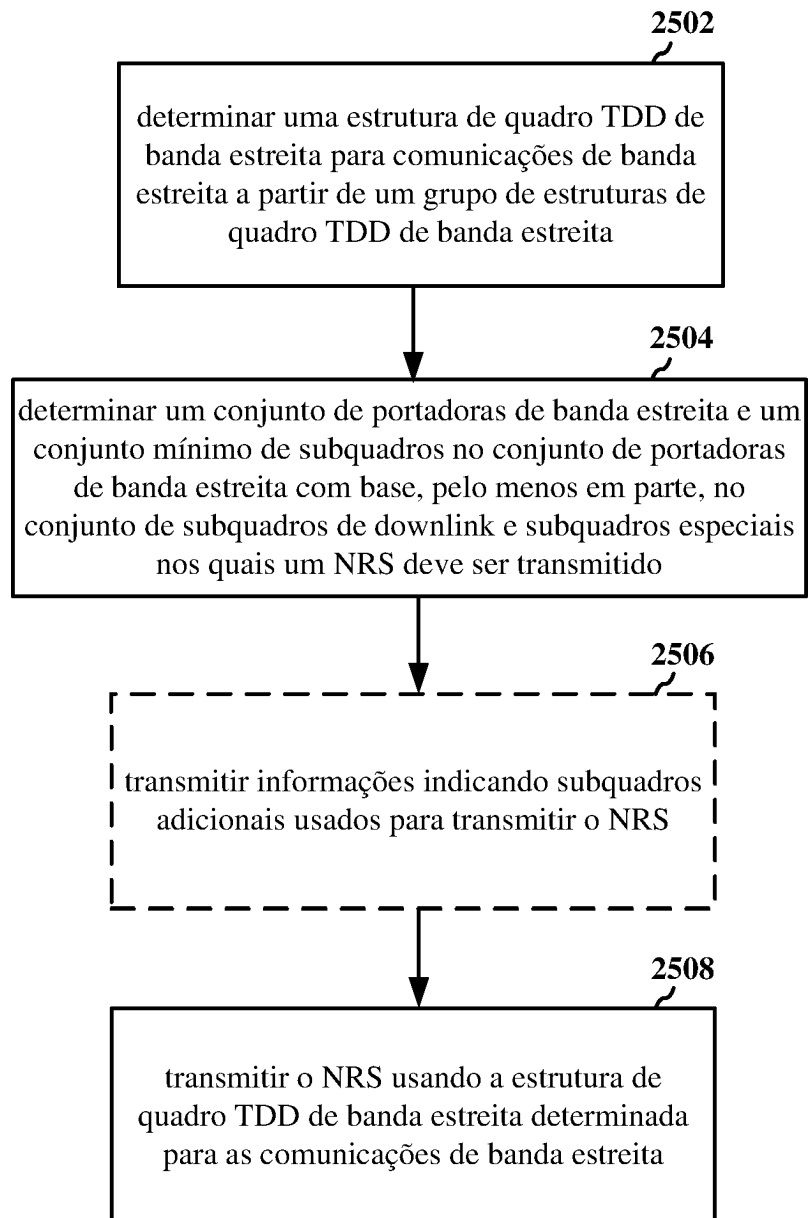 2502
determinar uma estrutura de quadro TDD de
banda estreita para comunicações de banda
estreita a partir de um grupo de estruturas de
quadro TDD de banda estreita
2504
determinar um conjunto de portadoras de banda estreita e um
conjunto mínimo de subquadros no conjunto de portadoras
de banda estreita com base, pelo menos em parte, no
conjunto de subquadros de downlink e subquadros especiais
nos quais um NRS deve ser transmitido
2506
transmitir informações indicando subquadros
adicionais usados para transmitir o NRS
2508
transmitir o NRS usando a estrutura de
quadro TDD de banda estreita determinada
para as comunicações de banda estreita